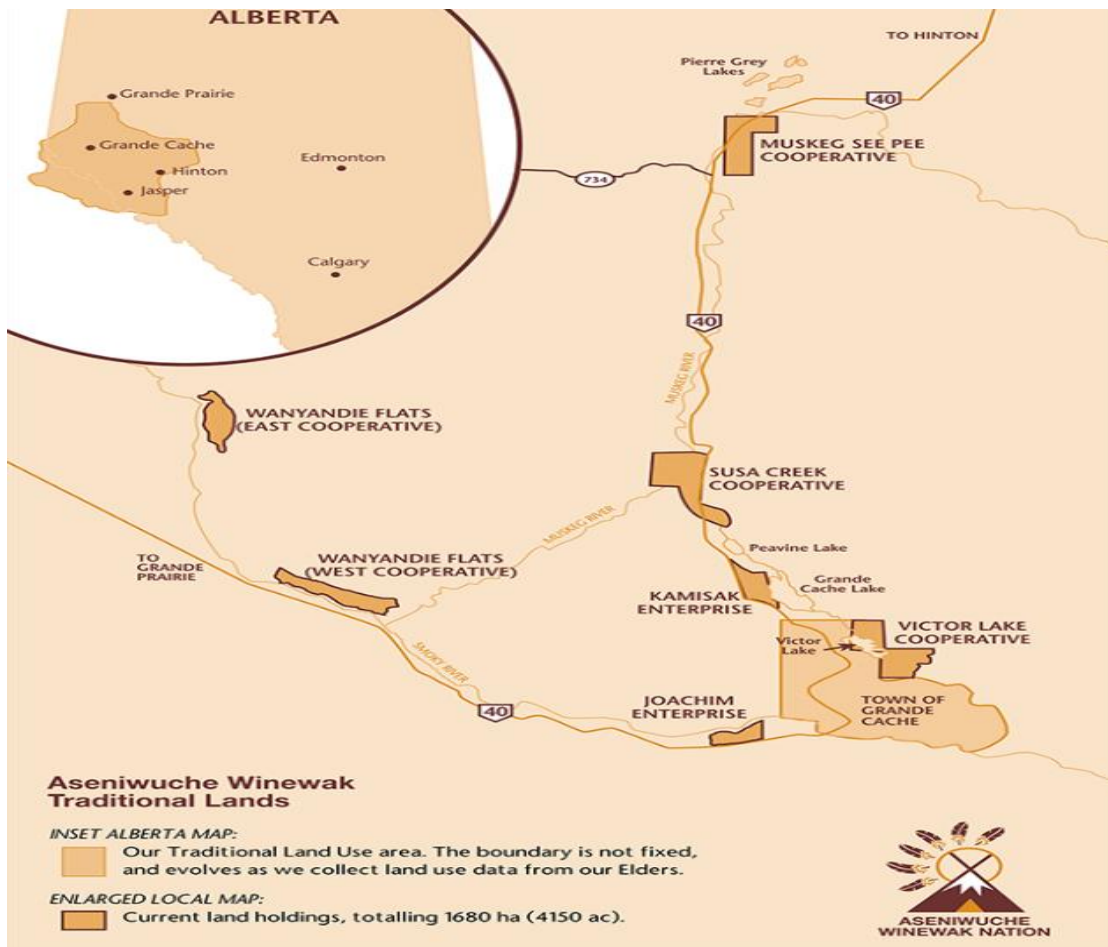 ALBERTA
Grande Prairie
Grande Cache
Hinton
Jasper
Edmonton
Calgary
TO HINTON
Pierre Grey
Lakes
40
MUSKEG SEE PEE
COOPERATIVE
734
40
MUSKEG RIVER
WANYANDIE FLATS
(EAST COOPERATIVE)
SUSA CREEK
COOPERATIVE
MUSKEG RIVER
Peavine Lake
TO
GRANDE
PRAIRIE
WANYANDIE FLATS
(WEST COOPERATIVE)
Grande
Cache Lake
KAMISAK
ENTERPRISE
VICTOR LAKE
COOPERATIVE
Victor
Lake
SMOKY RIVER
40
JOACHIM
ENTERPRISE
TOWN OF
GRANDE
CACHE
Aseniwuche Winewak
Traditional Lands
INSET ALBERTA MAP:
Our Traditional Land Use area. The boundary is not fixed,
and evolves as we collect land use data from our Elders.
ENLARGED LOCAL MAP:
Current land holdings, totalling 1680 ha (4150 ac).
ASENIWUCHE
WINEWAK NATION